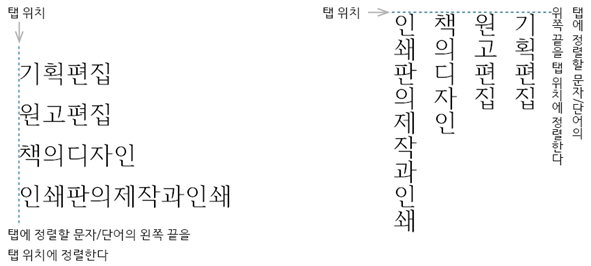 탭 위치
기획편집
원고편집
책의디자인
인쇄판의제작과인쇄
탭에 정렬할 문자/단어의 왼쪽 끝을
탭 위치에 정렬한다
탭 위치
탭에 정렬할 문자/단어의
위쪽 끝을 탭 위치에 정렬한다
기획편집
원고편집
책의디자인
인쇄판의제작과인쇄